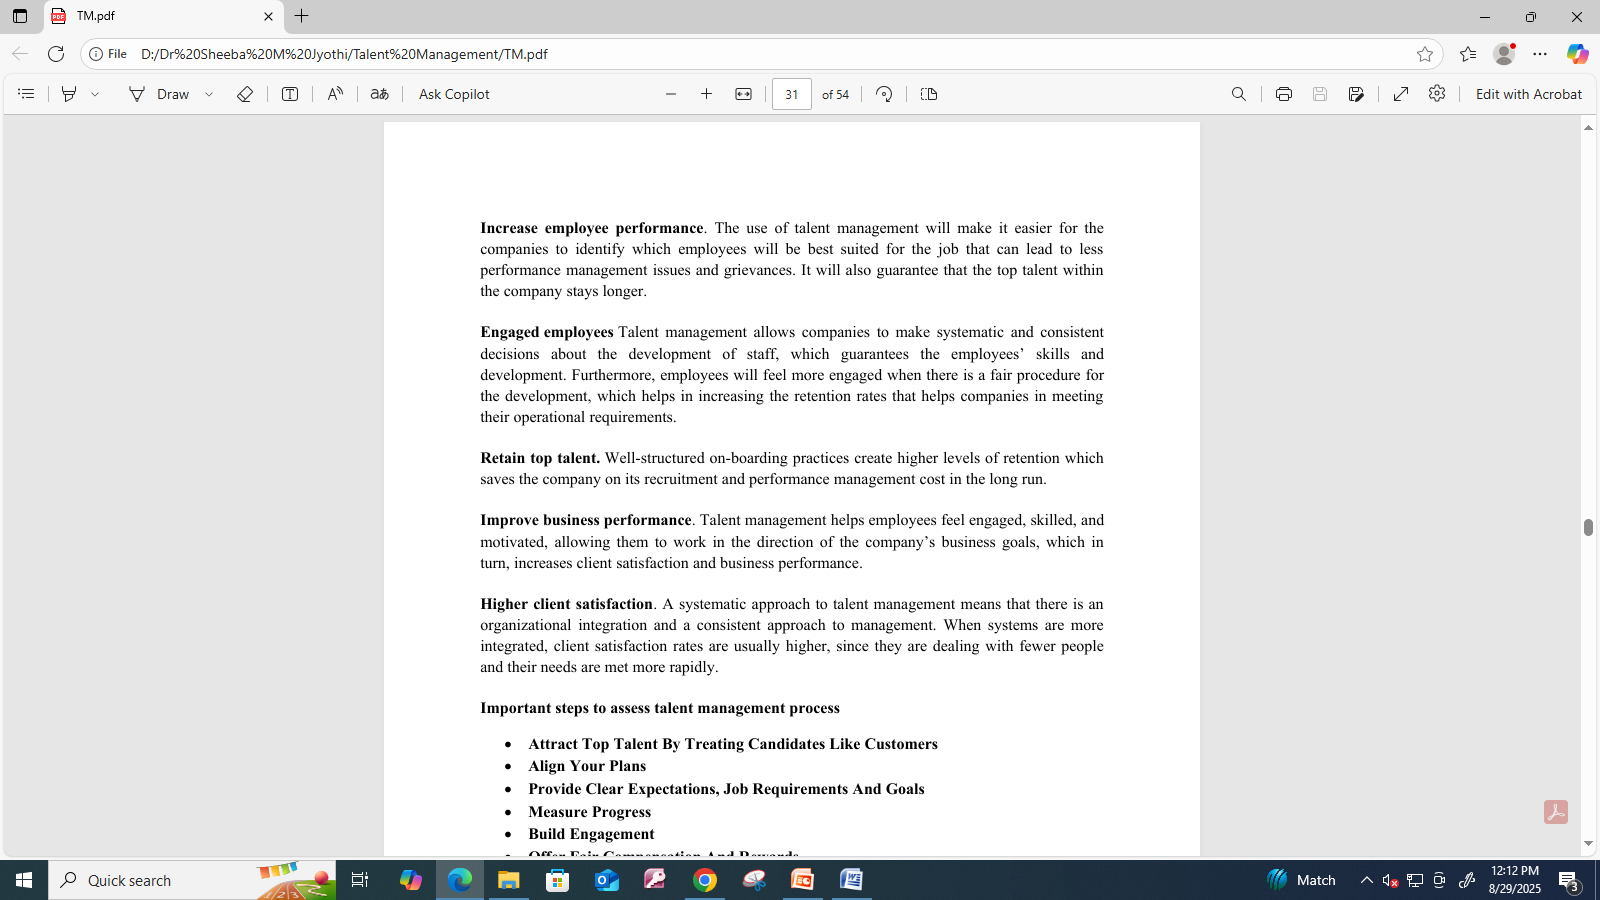 TM.pdf
File
D:/Dr%20Sheeba%20M%20Jyothi/Talent%20Management/TM.pdf
Draw
Ask Copilot
31 of 54
Edit with Acrobat
Increase employee performance. The use of talent management will make it easier for the
companies to identify which employees will be best suited for the job that can lead to less
performance management issues and grievances. It will also guarantee that the top talent within
the company stays longer.
Engaged employees Talent management allows companies to make systematic and consistent
decisions about the development of staff, which guarantees the employees’ skills and
development. Furthermore, employees will feel more engaged when there is a fair procedure for
the development, which helps in increasing the retention rates that helps companies in meeting
their operational requirements.
Retain top talent. Well-structured on-boarding practices create higher levels of retention which
saves the company on its recruitment and performance management cost in the long run.
Improve business performance. Talent management helps employees feel engaged, skilled, and
motivated, allowing them to work in the direction of the company’s business goals, which in
turn, increases client satisfaction and business performance.
Higher client satisfaction. A systematic approach to talent management means that there is an
organizational integration and a consistent approach to management. When systems are more
integrated, client satisfaction rates are usually higher, since they are dealing with fewer people
and their needs are met more rapidly.
Important steps to assess talent management process
• Attract Top Talent By Treating Candidates Like Customers
• Align Your Plans
• Provide Clear Expectations, Job Requirements And Goals
• Measure Progress
• Build Engagement
• Offer Fair Compensation And Rewards
Quick search
Match
12:12 PM
8/29/2025
3